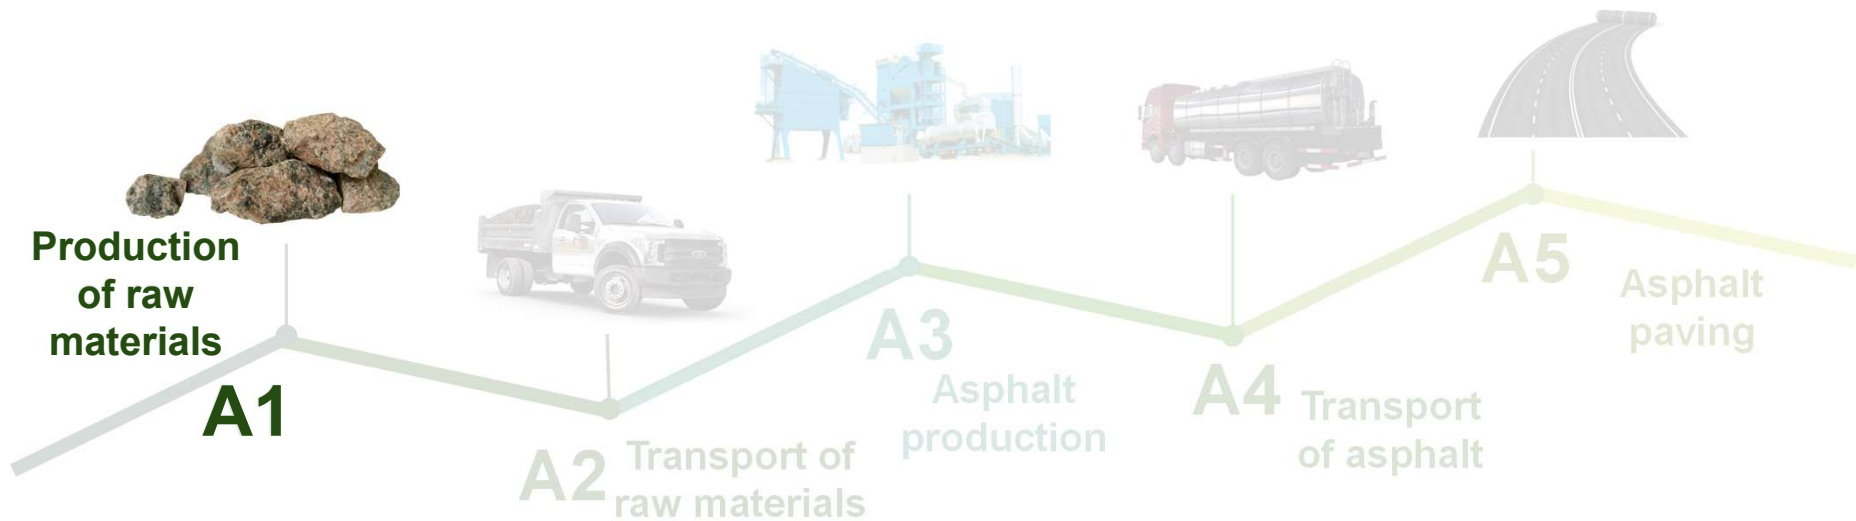 Production
of raw
materials
A1
A2
Transport of
raw materials
A3
Asphalt
production
A4
Transport
of asphalt
A5
Asphalt
paving